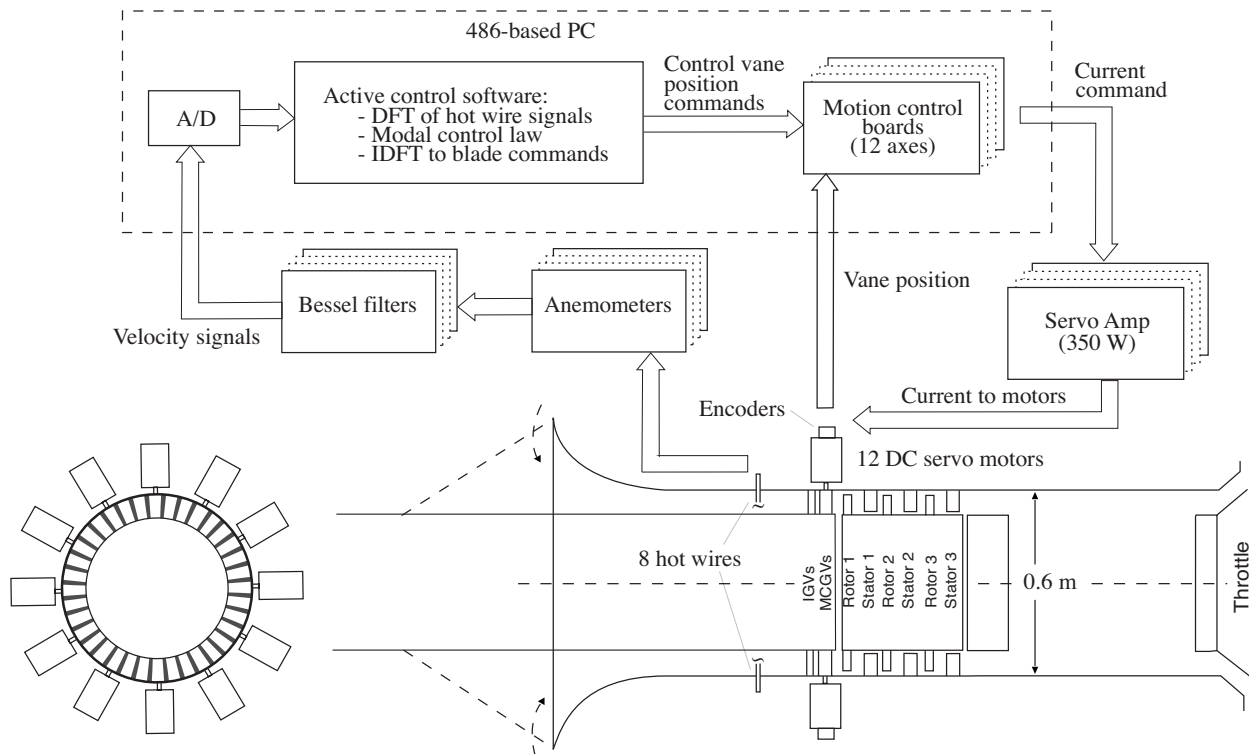 486-based PC
A/D
Active control software:
- DFT of hot wire signals
- Modal control law
- IDFT to blade commands
Control vane
position
commands
Motion control
boards
(12 axes)
Current
command
Velocity signals
Bessel filters
Anemometers
Vane position
Servo Amp
(350 W)
Current to motors
Encoders
12 DC servo motors
8 hot wires
IGVs
MCGVs
Rotor 1
Stator 1
Rotor 2
Stator 2
Rotor 3
Stator 3
0.6 m
Throttle